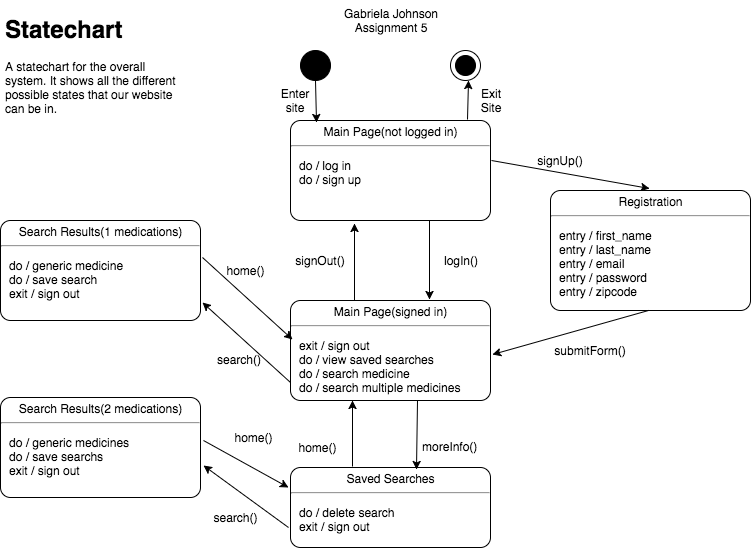 Gabriela Johnson
Assignment 5
Statechart
A statechart for the overall
system. It shows all the different
possible states that our website
can be in.
Enter
site
Exit
Site
Main Page(not logged in)
do / log in
do / sign up
signUp()
Registration
entry / first_name
entry / last_name
entry / email
entry / password
entry / zipcode
Search Results(1 medications)
do / generic medicine
do / save search
exit / sign out
home()
signOut()
logIn()
Main Page(signed in)
exit / sign out
do / view saved searches
do / search medicine
do / search multiple medicines
search()
submitForm()
Search Results(2 medications)
do / generic medicines
do / save searchs
exit / sign out
home()
home()
moreInfo()
search()
Saved Searches
do / delete search
exit / sign out